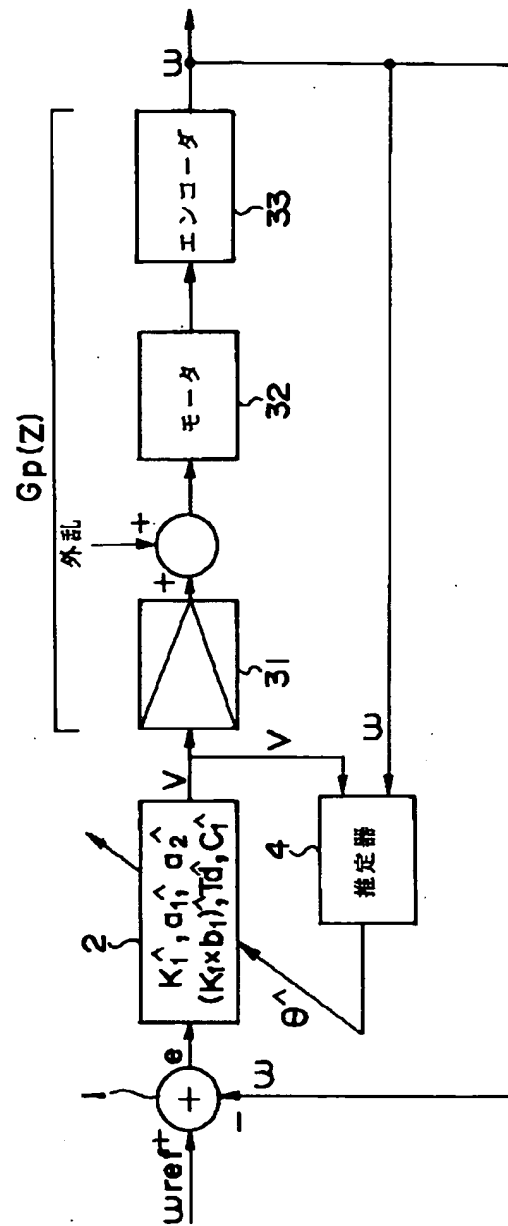 Gp(Z)
外乱
ωref
+
-
1
+
e
ω
2
K1^, a1^, a2^
(K1×b1)^, Td^, C1^
V
V
31
+
+
モータ
32
エンコーダ
33
ω
ω
4
推定器
θ^